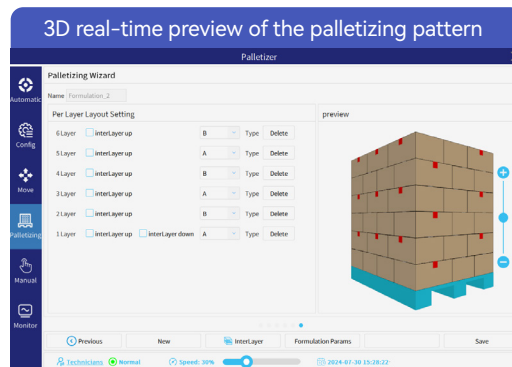 3D real-time preview of the palletizing pattern
Palletizer
Palletizing Wizard
Automatic
Name Formulation_2
Per Layer Layout Setting
preview
6 Layer interLayer up B Type Delete
Config
5 Layer interLayer up A Type Delete
4 Layer interLayer up B Type Delete
Move
3 Layer interLayer up A Type Delete
2 Layer interLayer up B Type Delete
Palletizing
1 Layer interLayer up interLayer down A Type Delete
Manual
Monitor
Previous New InterLayer Formulation Params Save
Technicians Normal Speed: 30% 2024-07-30 15:28:22